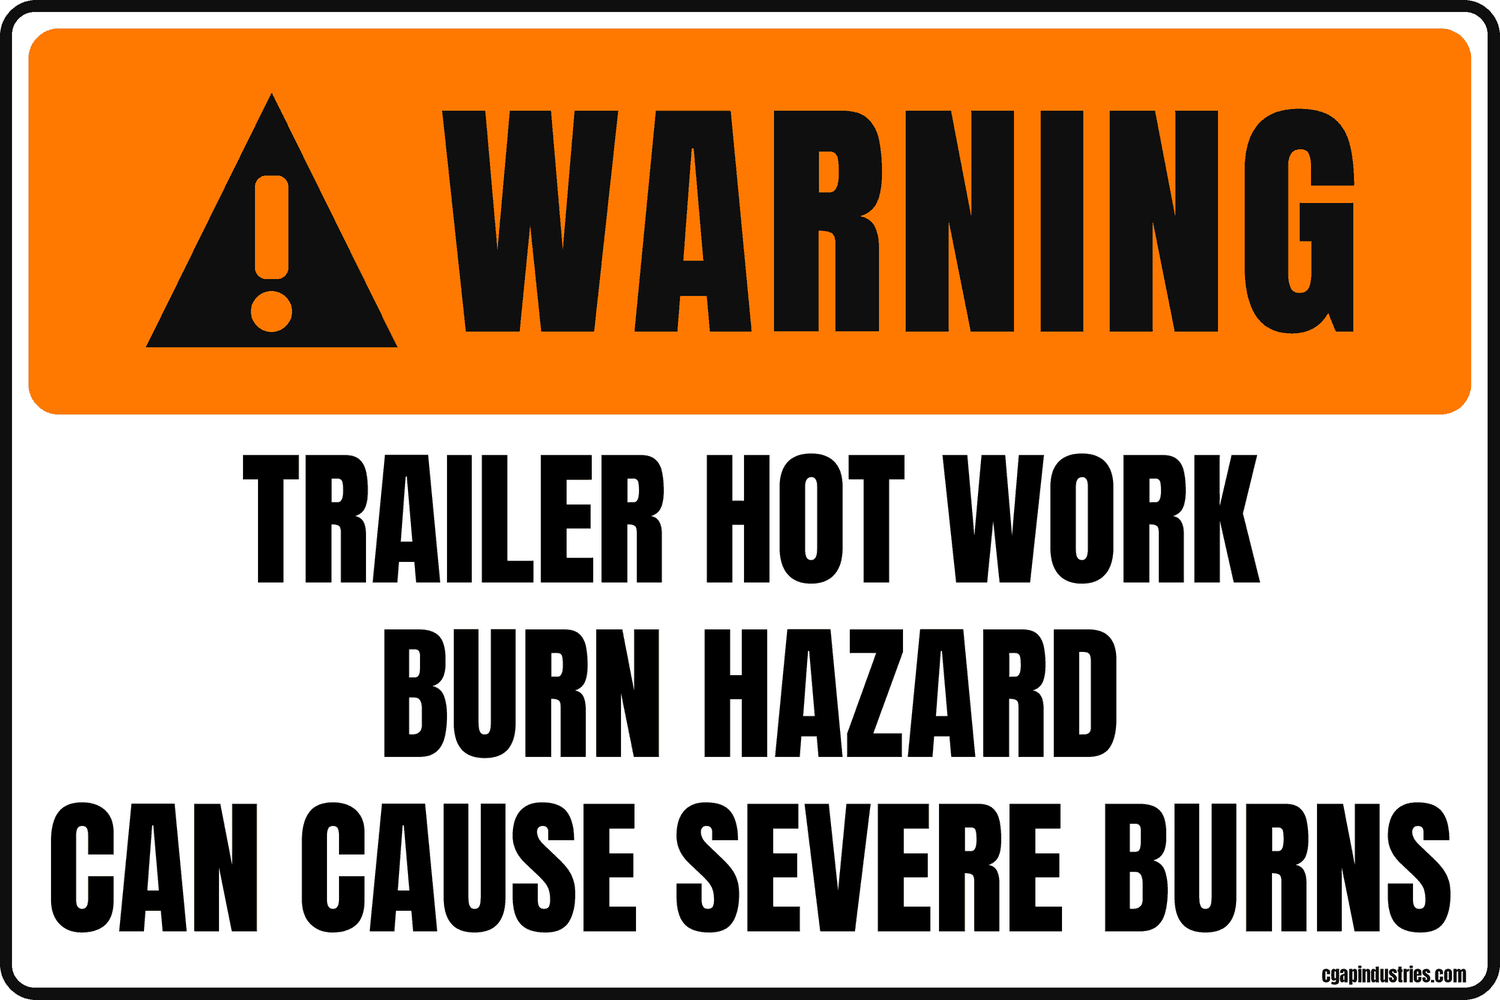 WARNING
TRAILER HOT WORK
BURN HAZARD
CAN CAUSE SEVERE BURNS
cgapindustries.com